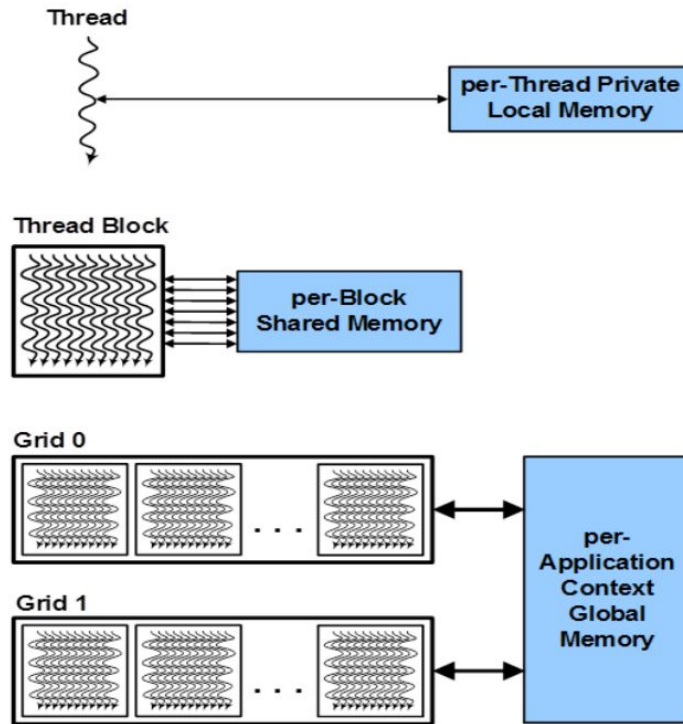 Thread
per-Thread Private
Local Memory
Thread Block
per-Block
Shared Memory
Grid 0
. . .
per-
Application
Context
Global
Memory
Grid 1
. . .